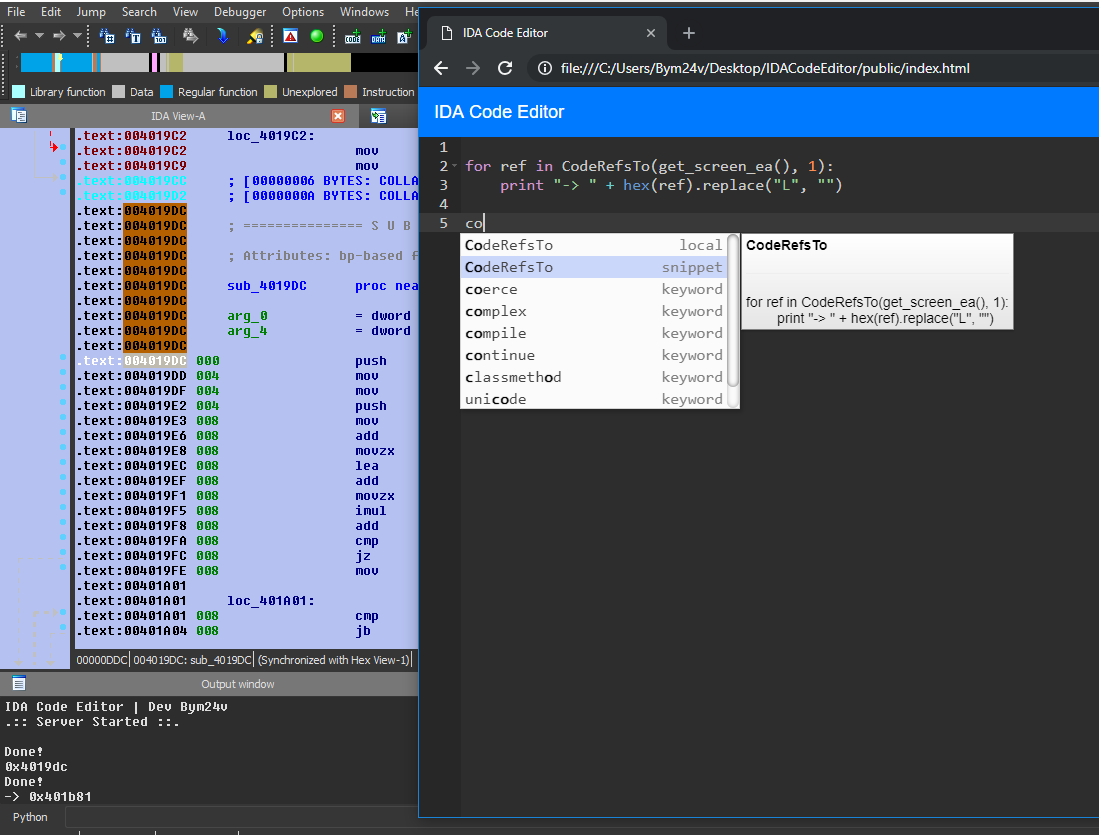 File Edit Jump Search View Debugger Options Windows He
Library function Data Regular function Unexplored Instruction
IDA View-A
.text:004019C2 loc_4019C2:
.text:004019C2 mov
.text:004019C9 mov
.text:004019CC ; [00000006 BYTES: COLLA
.text:004019D2 ; [0000000A BYTES: COLLA
.text:004019DC
.text:004019DC ; =============== S U B
.text:004019DC
.text:004019DC ; Attributes: bp-based f
.text:004019DC
.text:004019DC sub_4019DC proc nea
.text:004019DC
.text:004019DC arg_0 = dword
.text:004019DC arg_4 = dword
.text:004019DC
.text:004019DC 000 push
.text:004019DD 004 mov
.text:004019DF 004 mov
.text:004019E2 004 push
.text:004019E3 008 mov
.text:004019E6 008 add
.text:004019E8 008 movzx
.text:004019EC 008 lea
.text:004019EF 008 add
.text:004019F1 008 movzx
.text:004019F5 008 imul
.text:004019F8 008 add
.text:004019FA 008 cmp
.text:004019FC 008 jz
.text:004019FE 008 mov
.text:00401A01
.text:00401A01 loc_401A01:
.text:00401A01 008 cmp
.text:00401A04 008 jb
00000DDC 004019DC: sub_4019DC (Synchronized with Hex View-1)
Output window
IDA Code Editor | Dev Bym24v
.:: Server Started ::.
Done!
0x4019dc
Done!
-> 0x401b81
Python
IDA Code Editor
file:///C:/Users/Bym24v/Desktop/IDACodeEditor/public/index.html
IDA Code Editor
1
2 for ref in CodeRefsTo(get_screen_ea(), 1):
3 print "-> " + hex(ref).replace("L", "")
4
5 co
CodeRefsTo local
CodeRefsTo snippet
coerce keyword
complex keyword
compile keyword
continue keyword
classmethod keyword
unicode keyword
CodeRefsTo
for ref in CodeRefsTo(get_screen_ea(), 1):
print "-> " + hex(ref).replace("L", "")